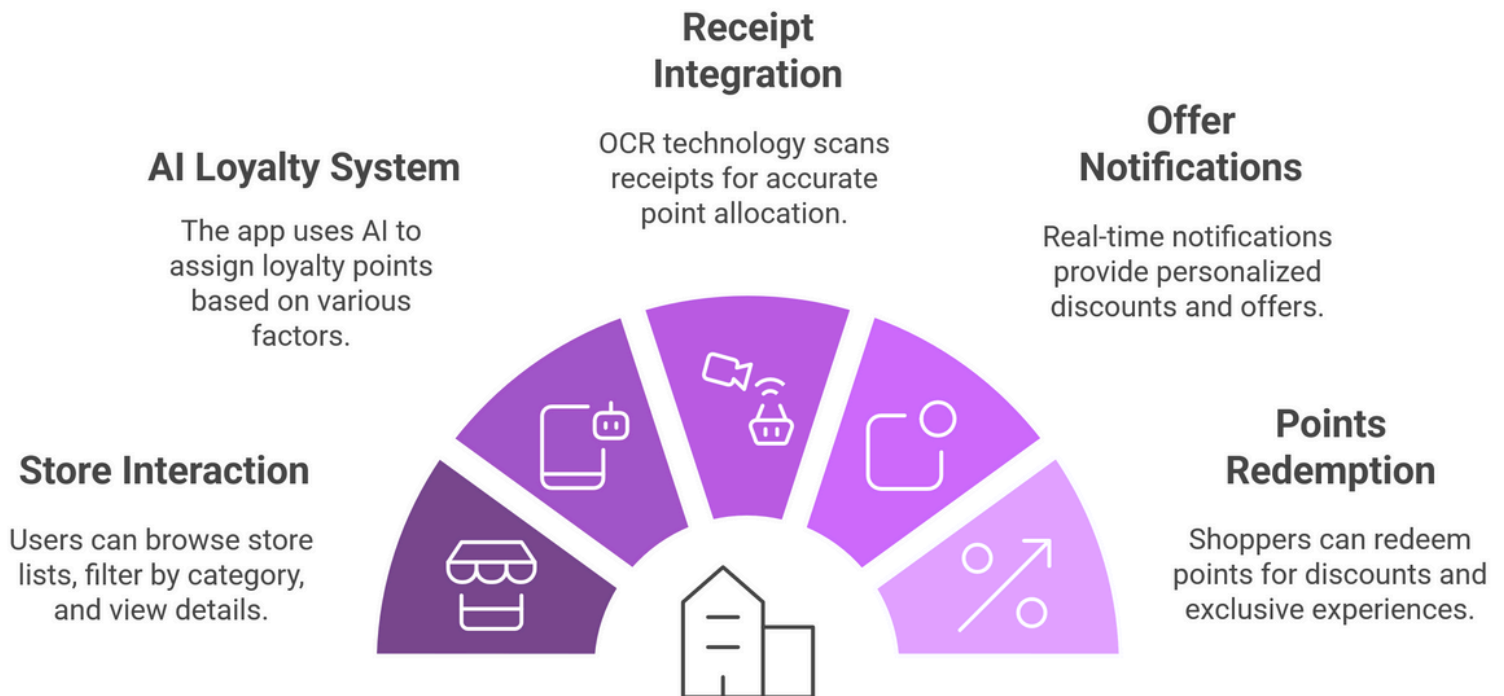 Receipt
Integration
OCR technology scans
receipts for accurate
point allocation.
Offer
Notifications
Real-time notifications
provide personalized
discounts and offers.
AI Loyalty System
The app uses AI to
assign loyalty points
based on various
factors.
Points
Redemption
Shoppers can redeem
points for discounts and
exclusive experiences.
Store Interaction
Users can browse store
lists, filter by category,
and view details.